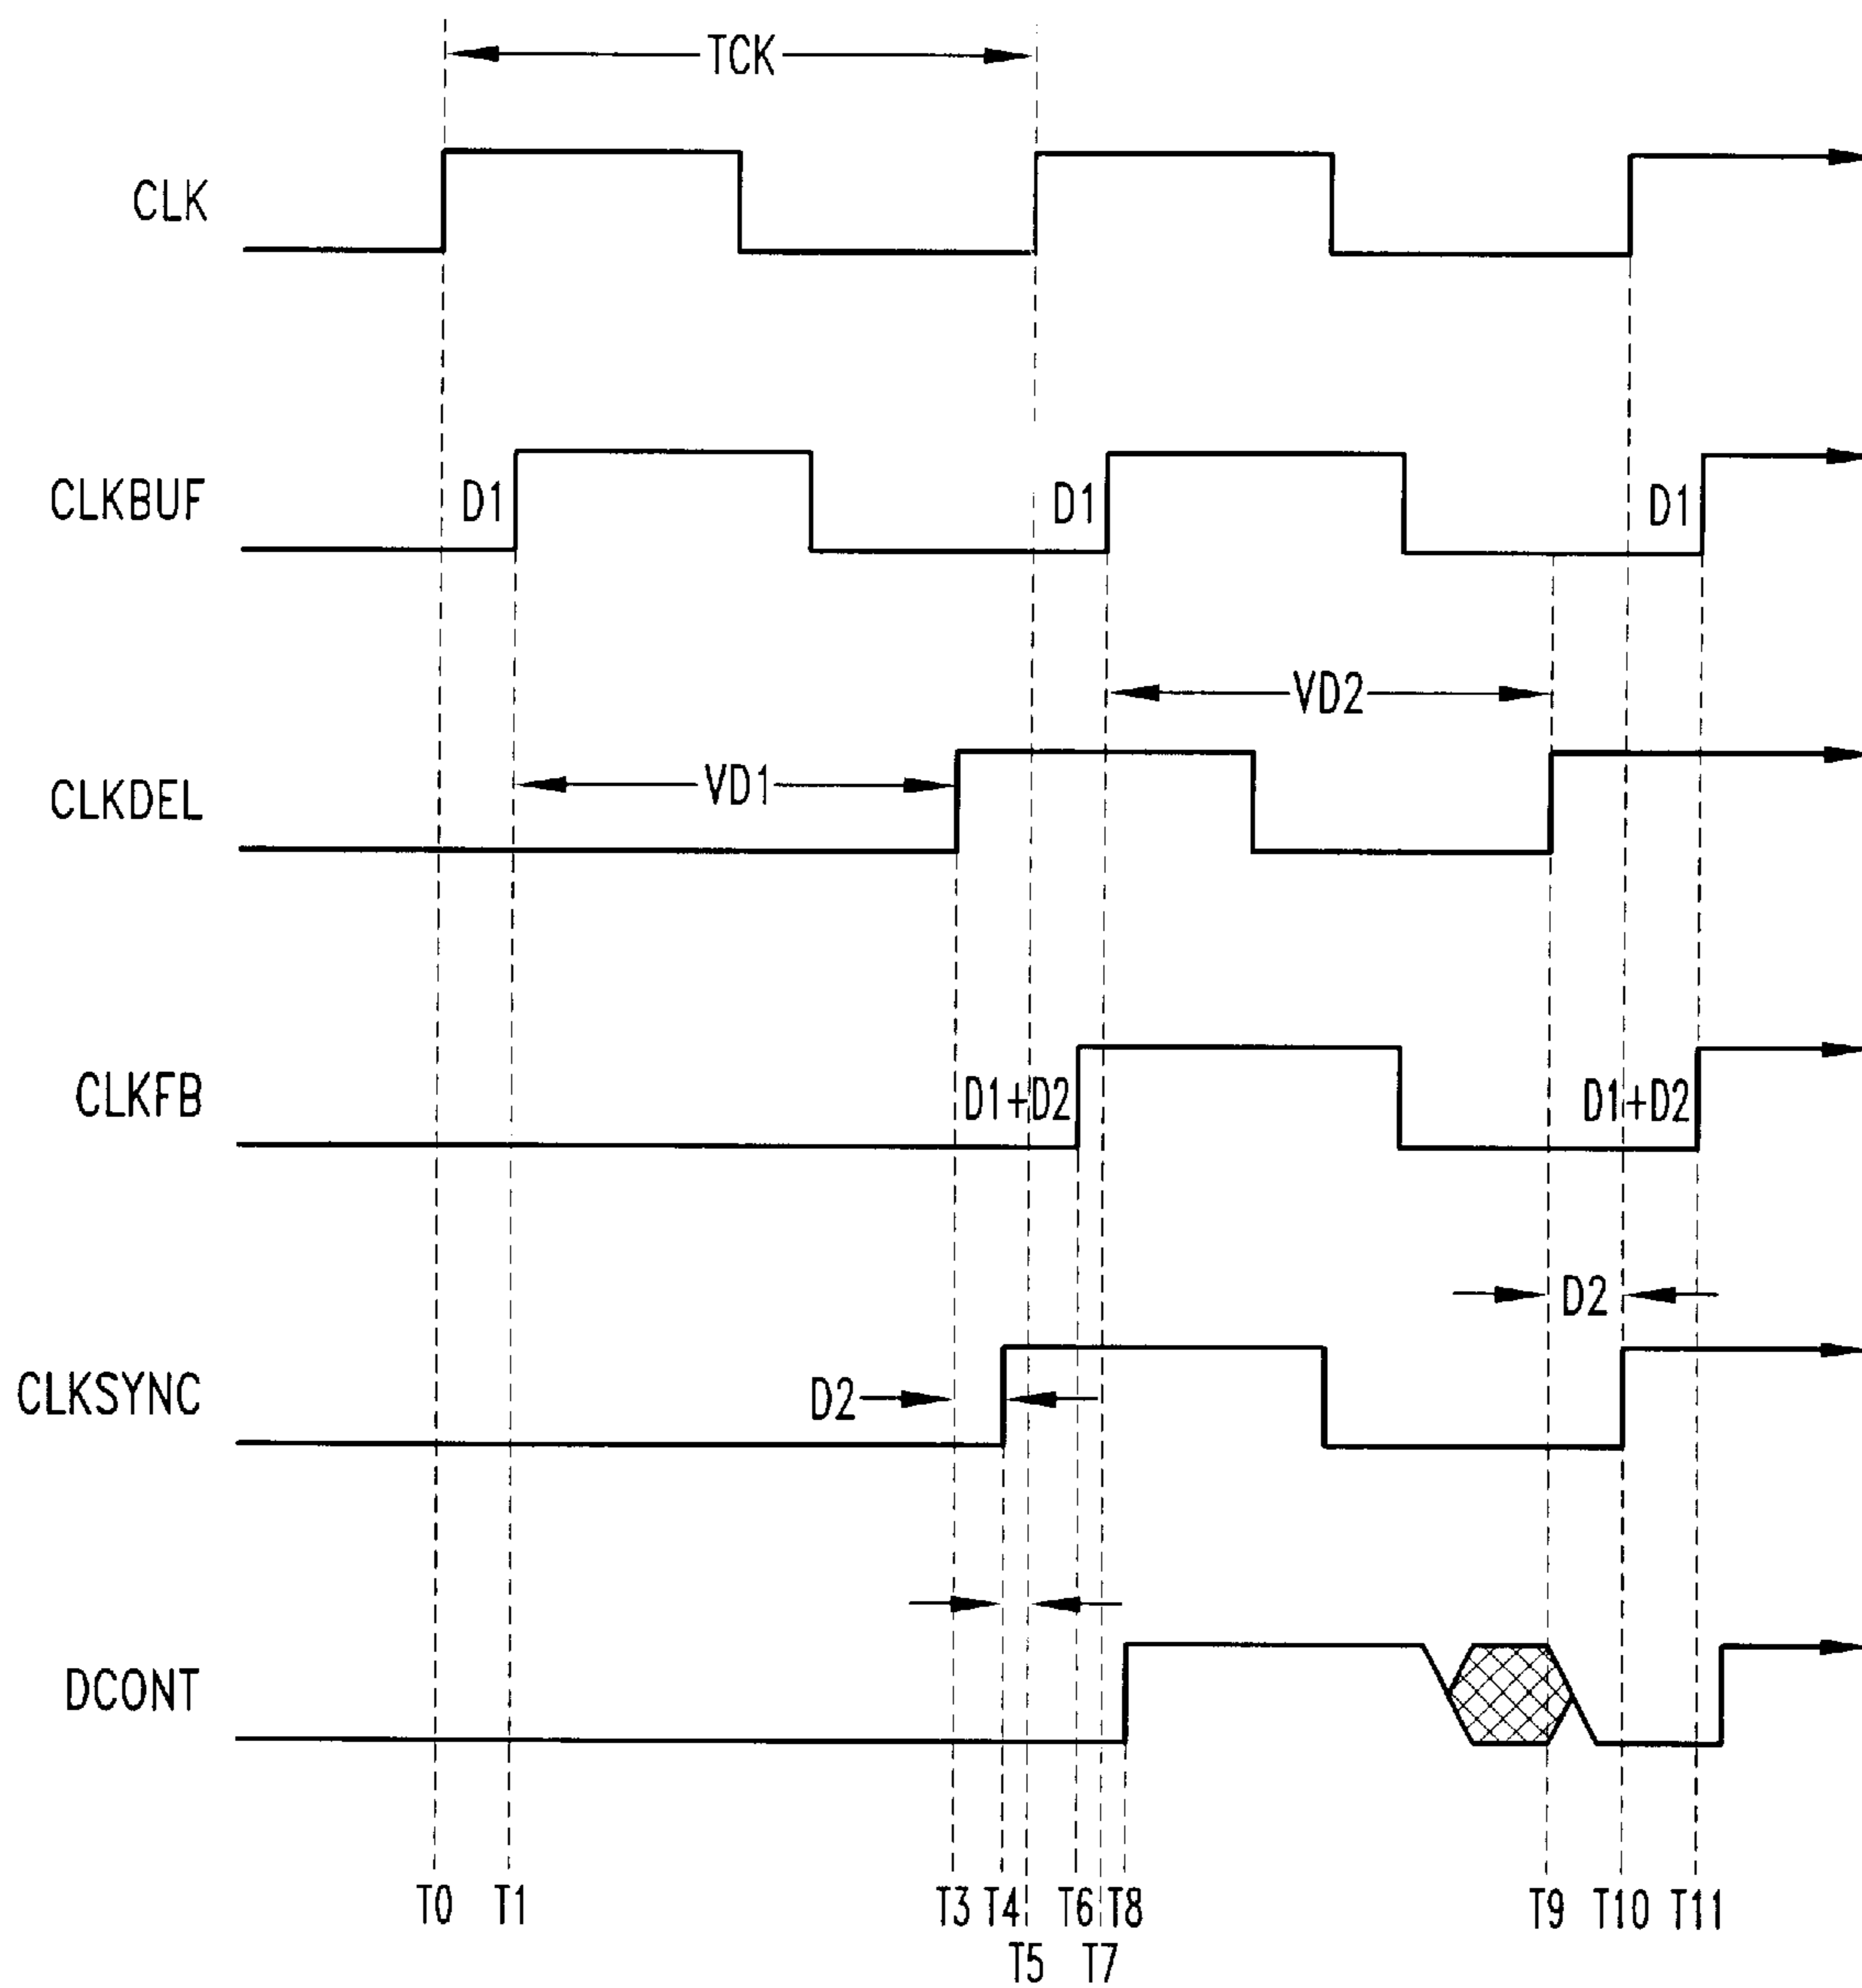 TCK
CLK
CLKBUF D1 D1 D1
VD2
CLKDEL VD1
CLKFB D1+D2 D1+D2
D2
CLKSYNC D2
DCONT
T0 T1 T3 T4 T6 T8 T9 T10 T11
T5 T7